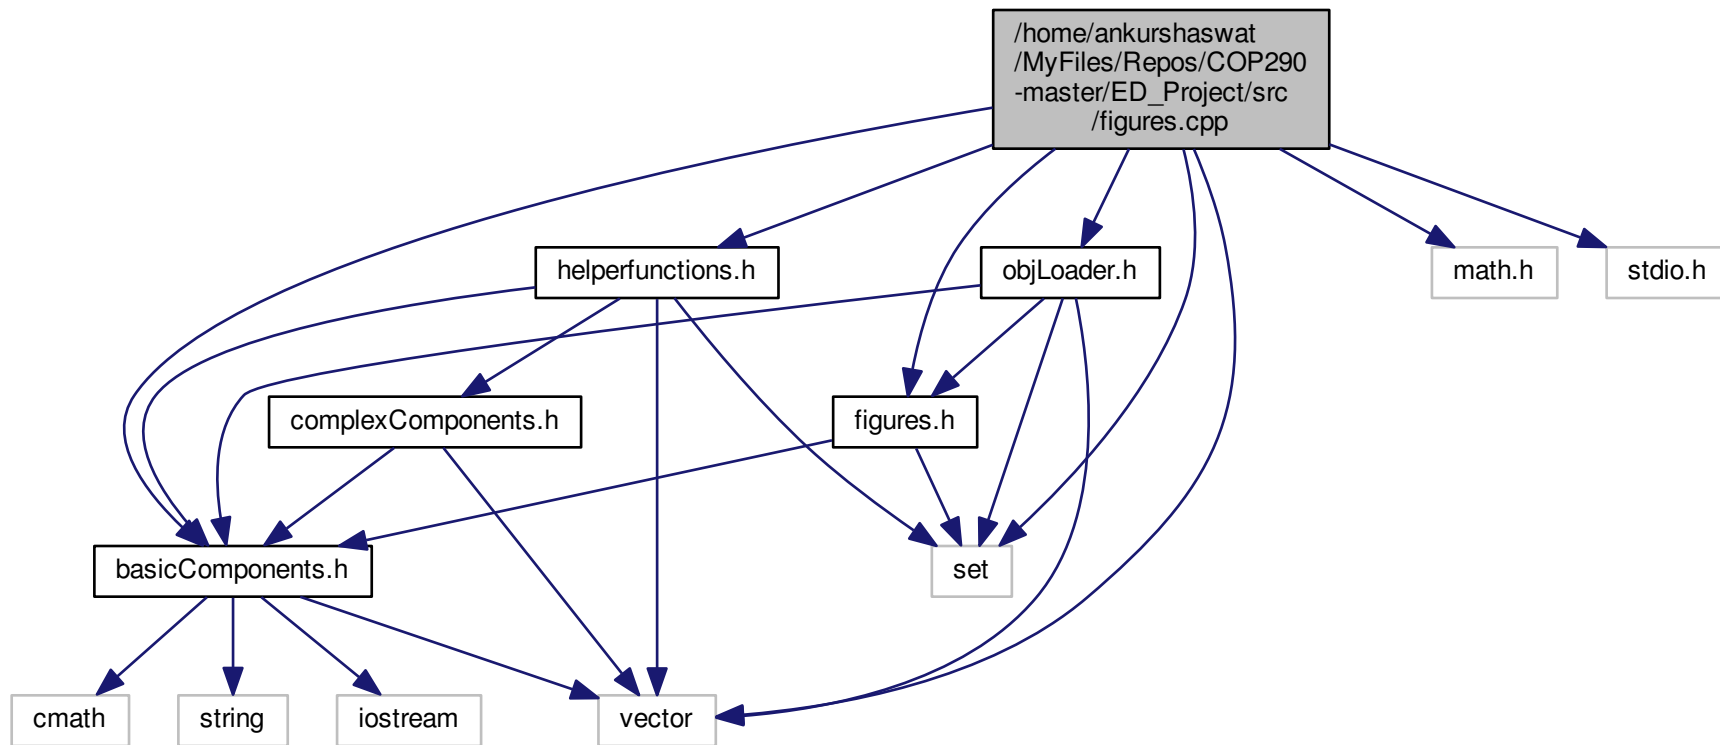 /home/ankurshaswat
/MyFiles/Repos/COP290
-master/ED_Project/src
/figures.cpp
helperfunctions.h
objLoader.h
math.h
stdio.h
complexComponents.h
figures.h
basicComponents.h
set
cmath
string
iostream
vector